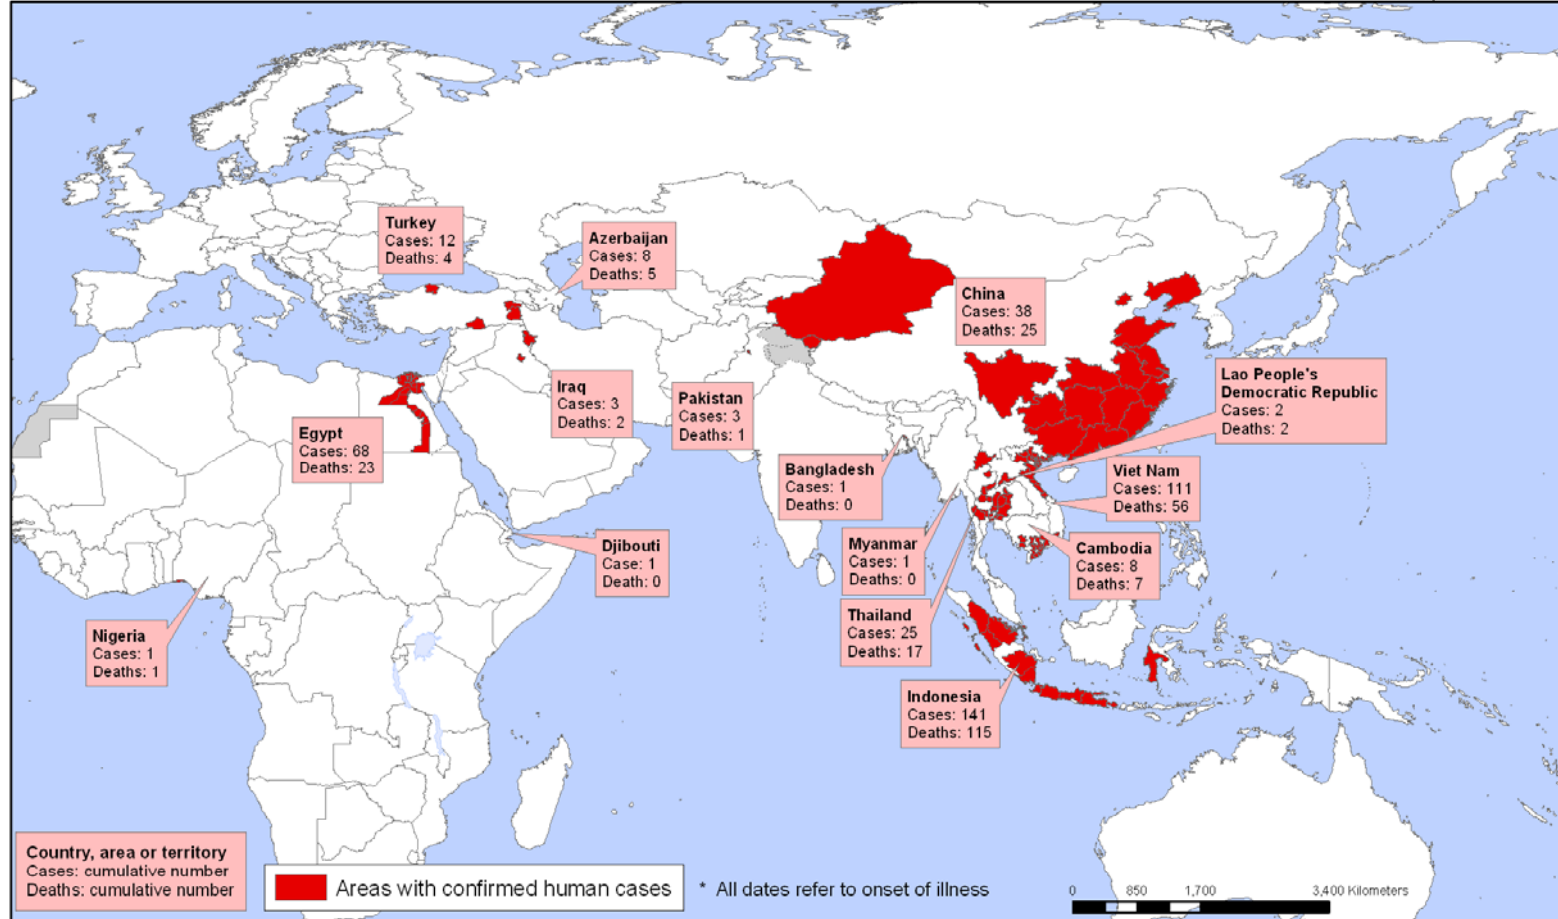 Turkey
Cases: 12
Deaths: 4
Azerbaijan
Cases: 8
Deaths: 5
China
Cases: 38
Deaths: 25
Lao People's
Democratic Republic
Cases: 2
Deaths: 2
Iraq
Cases: 3
Deaths: 2
Pakistan
Cases: 3
Deaths: 1
Egypt
Cases: 68
Deaths: 23
Bangladesh
Cases: 1
Deaths: 0
Viet Nam
Cases: 111
Deaths: 56
Djibouti
Case: 1
Death: 0
Myanmar
Cases: 1
Deaths: 0
Cambodia
Cases: 8
Deaths: 7
Nigeria
Cases: 1
Deaths: 1
Thailand
Cases: 25
Deaths: 17
Indonesia
Cases: 141
Deaths: 115
Country, area or territory
Cases: cumulative number
Deaths: cumulative number
Areas with confirmed human cases
* All dates refer to onset of illness
0 850 1,700 3,400 Kilometers